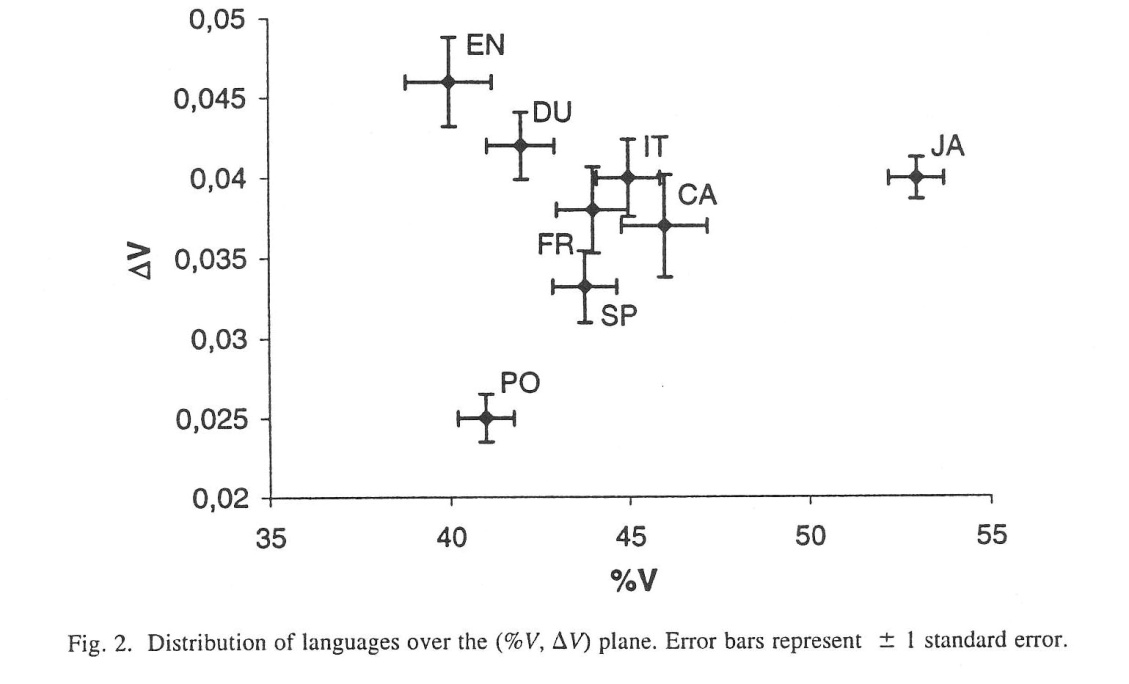 0,05
EN
0,045
DU
IT
JA
0,04
CA
FR
ΔV
0,035
SP
0,03
PO
0,025
0,02
35 40 45 50 55
%V
Fig. 2. Distribution of languages over the (%V, ΔV) plane. Error bars represent ± 1 standard error.